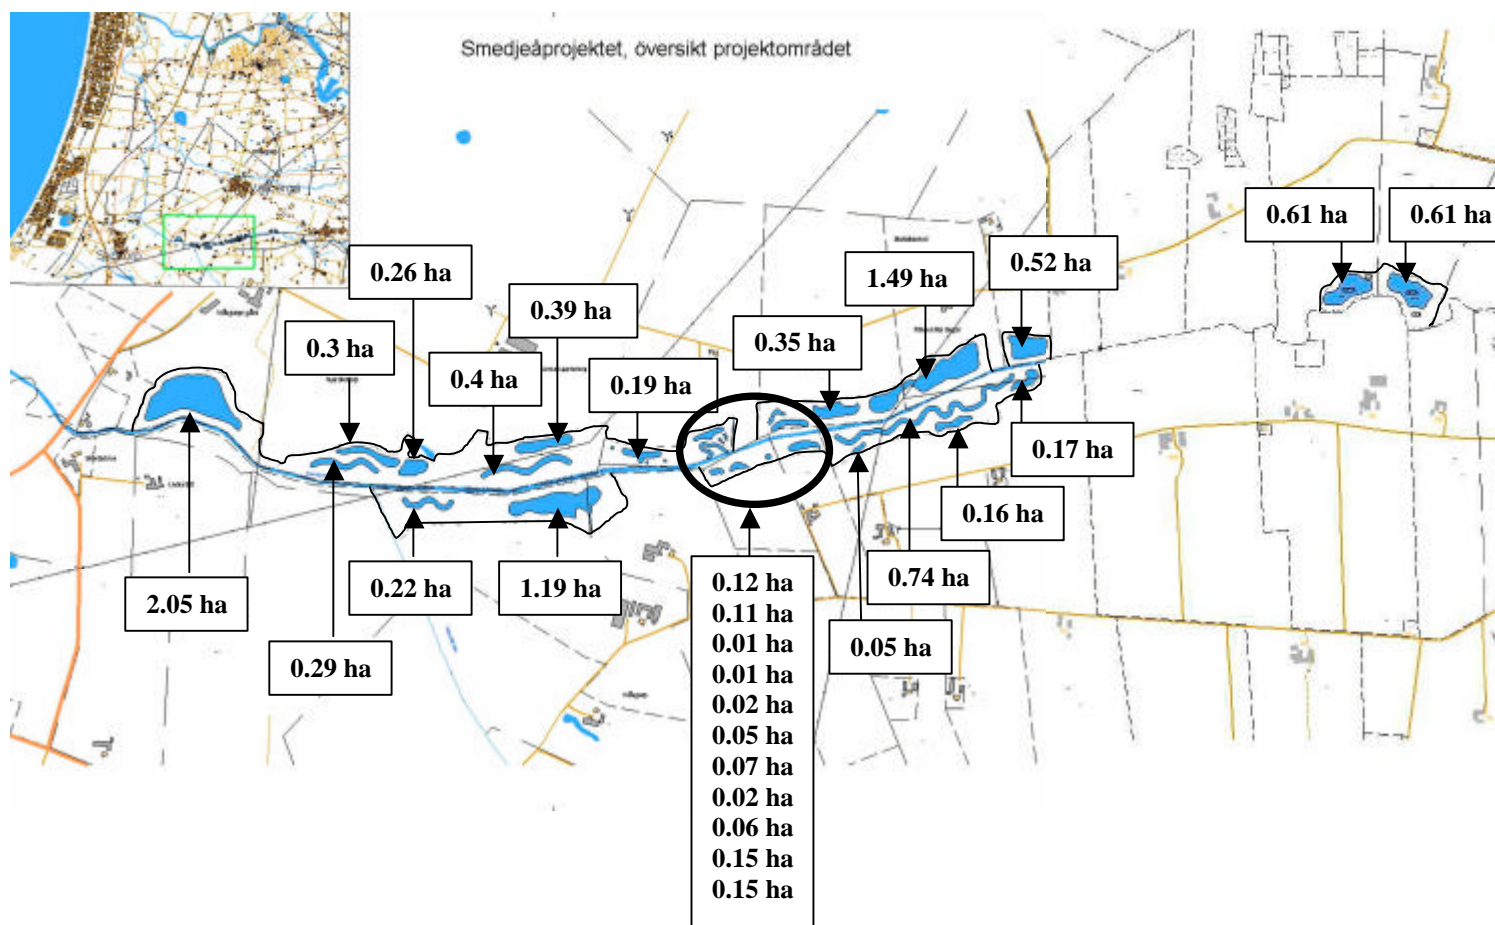 Smedjeåprojektet, översikt projektområdet
0.61 ha
0.61 ha
0.26 ha
1.49 ha
0.52 ha
0.39 ha
0.3 ha
0.35 ha
0.4 ha
0.19 ha
0.17 ha
0.16 ha
2.05 ha
0.22 ha
1.19 ha
0.74 ha
0.29 ha
0.05 ha
0.12 ha
0.11 ha
0.01 ha
0.01 ha
0.02 ha
0.05 ha
0.07 ha
0.02 ha
0.06 ha
0.15 ha
0.15 ha